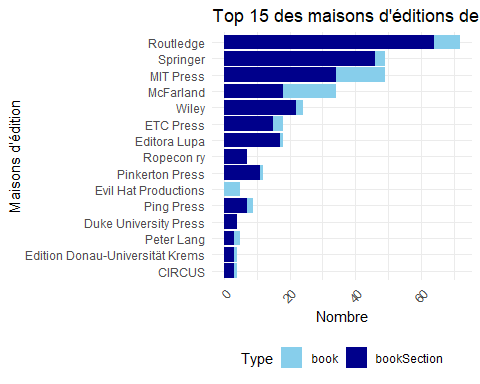 Top 15 des maisons d'éditions de
Maisons d'édition
Routledge
Springer
MIT Press
McFarland
Wiley
ETC Press
Editora Lupa
Ropecon ry
Pinkerton Press
Evil Hat Productions
Ping Press
Duke University Press
Peter Lang
Edition Donau-Universität Krems
CIRCUS
0 20 40 60
Nombre
Type book bookSection